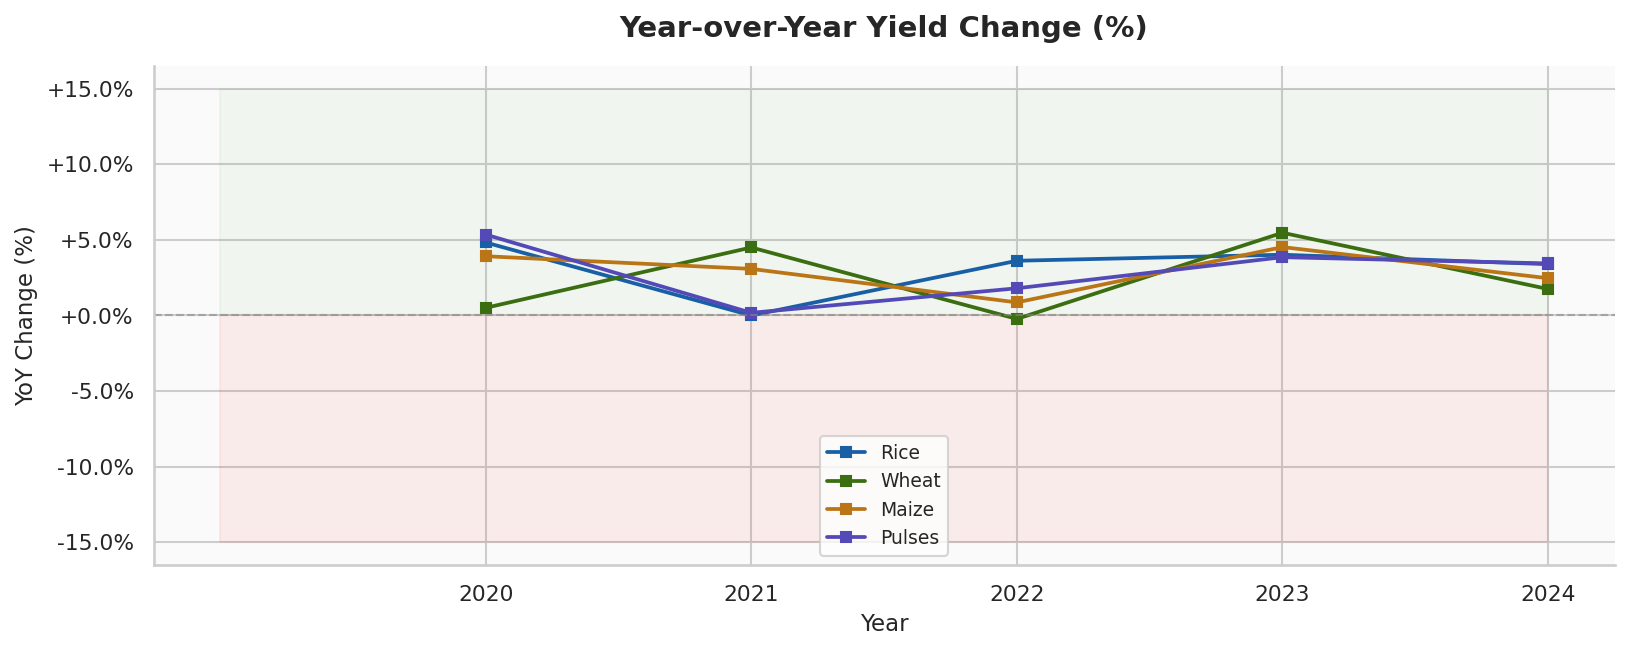 Year-over-Year Yield Change (%)
+15.0%
+10.0%
+5.0%
+0.0%
-5.0%
-10.0%
-15.0%
YoY Change (%)
Rice
Wheat
Maize
Pulses
2020 2021 2022 2023 2024
Year